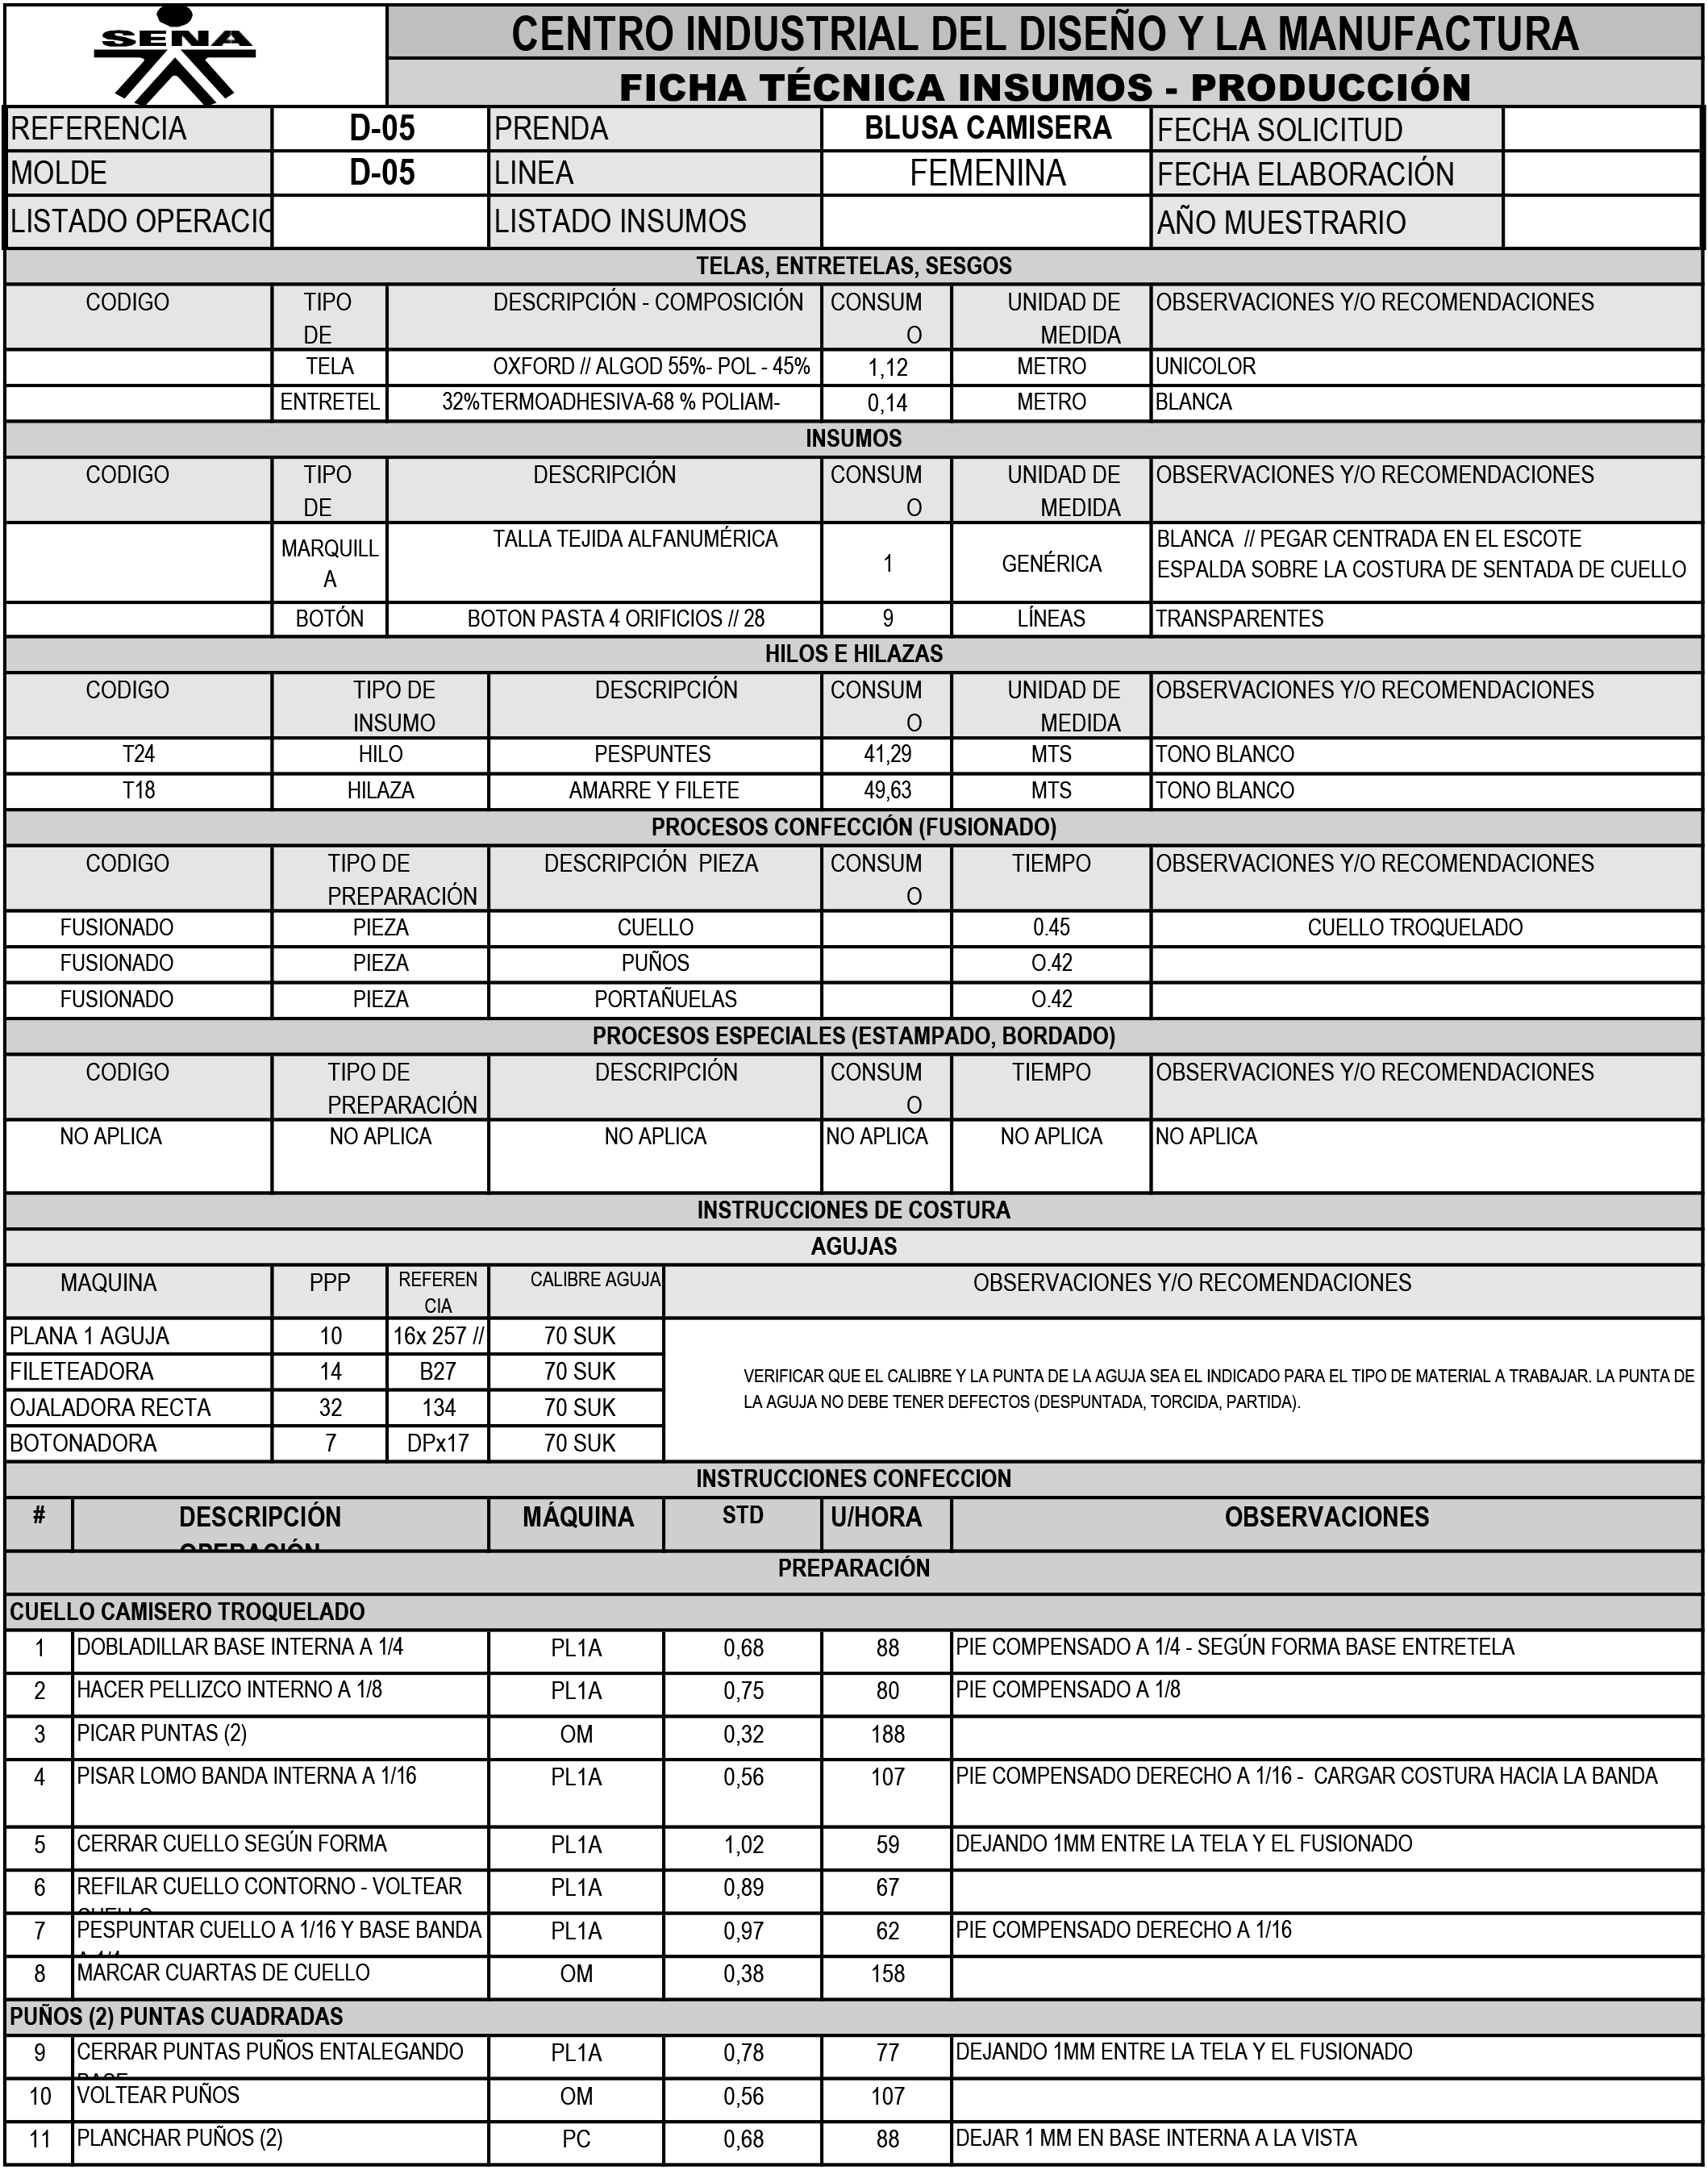 SENA
CENTRO INDUSTRIAL DEL DISEÑO Y LA MANUFACTURA
FICHA TÉCNICA INSUMOS - PRODUCCIÓN
REFERENCIA D-05 PRENDA BLUSA CAMISERA FECHA SOLICITUD
MOLDE D-05 LINEA FEMENINA FECHA ELABORACIÓN
LISTADO OPERACIO LISTADO INSUMOS AÑO MUESTRARIO
TELAS, ENTRETELAS, SESGOS
CODIGO TIPO DESCRIPCIÓN - COMPOSICIÓN CONSUM UNIDAD DE OBSERVACIONES Y/O RECOMENDACIONES
DE O MEDIDA
TELA OXFORD // ALGOD 55%- POL - 45% 1,12 METRO UNICOLOR
ENTRETEL 32%TERMOADHESIVA-68 % POLIAM- 0,14 METRO BLANCA
INSUMOS
CODIGO TIPO DESCRIPCIÓN CONSUM UNIDAD DE OBSERVACIONES Y/O RECOMENDACIONES
DE O MEDIDA
MARQUILL TALLA TEJIDA ALFANUMÉRICA 1 GENÉRICA BLANCA // PEGAR CENTRADA EN EL ESCOTE
A ESPALDA SOBRE LA COSTURA DE SENTADA DE CUELLO
BOTÓN BOTON PASTA 4 ORIFICIOS // 28 9 LÍNEAS TRANSPARENTES
HILOS E HILAZAS
CODIGO TIPO DE DESCRIPCIÓN CONSUM UNIDAD DE OBSERVACIONES Y/O RECOMENDACIONES
INSUMO O MEDIDA
T24 HILO PESPUNTES 41,29 MTS TONO BLANCO
T18 HILAZA AMARRE Y FILETE 49,63 MTS TONO BLANCO
PROCESOS CONFECCIÓN (FUSIONADO)
CODIGO TIPO DE DESCRIPCIÓN PIEZA CONSUM TIEMPO OBSERVACIONES Y/O RECOMENDACIONES
PREPARACIÓN O
FUSIONADO PIEZA CUELLO 0.45 CUELLO TROQUELADO
FUSIONADO PIEZA PUÑOS O.42
FUSIONADO PIEZA PORTAÑUELAS O.42
PROCESOS ESPECIALES (ESTAMPADO, BORDADO)
CODIGO TIPO DE DESCRIPCIÓN CONSUM TIEMPO OBSERVACIONES Y/O RECOMENDACIONES
PREPARACIÓN O
NO APLICA NO APLICA NO APLICA NO APLICA NO APLICA NO APLICA
INSTRUCCIONES DE COSTURA
AGUJAS
MAQUINA PPP REFEREN CALIBRE AGUJA OBSERVACIONES Y/O RECOMENDACIONES
CIA
PLANA 1 AGUJA 10 16x 257 // 70 SUK
FILETEADORA 14 B27 70 SUK VERIFICAR QUE EL CALIBRE Y LA PUNTA DE LA AGUJA SEA EL INDICADO PARA EL TIPO DE MATERIAL A TRABAJAR. LA PUNTA DE
LA AGUJA NO DEBE TENER DEFECTOS (DESPUNTADA, TORCIDA, PARTIDA).
OJALADORA RECTA 32 134 70 SUK
BOTONADORA 7 DPx17 70 SUK
INSTRUCCIONES CONFECCION
# DESCRIPCIÓN MÁQUINA STD U/HORA OBSERVACIONES
OPERACIÓN
PREPARACIÓN
CUELLO CAMISERO TROQUELADO
1 DOBLADILLAR BASE INTERNA A 1/4 PL1A 0,68 88 PIE COMPENSADO A 1/4 - SEGÚN FORMA BASE ENTRETELA
2 HACER PELLIZCO INTERNO A 1/8 PL1A 0,75 80 PIE COMPENSADO A 1/8
3 PICAR PUNTAS (2) OM 0,32 188
4 PISAR LOMO BANDA INTERNA A 1/16 PL1A 0,56 107 PIE COMPENSADO DERECHO A 1/16 - CARGAR COSTURA HACIA LA BANDA
5 CERRAR CUELLO SEGÚN FORMA PL1A 1,02 59 DEJANDO 1MM ENTRE LA TELA Y EL FUSIONADO
6 REFILAR CUELLO CONTORNO - VOLTEAR PL1A 0,89 67
7 PESPUNTAR CUELLO A 1/16 Y BASE BANDA PL1A 0,97 62 PIE COMPENSADO DERECHO A 1/16
8 MARCAR CUARTAS DE CUELLO OM 0,38 158
PUÑOS (2) PUNTAS CUADRADAS
9 CERRAR PUNTAS PUÑOS ENTALEGANDO PL1A 0,78 77 DEJANDO 1MM ENTRE LA TELA Y EL FUSIONADO
10 VOLTEAR PUÑOS OM 0,56 107
11 PLANCHAR PUÑOS (2) PC 0,68 88 DEJAR 1 MM EN BASE INTERNA A LA VISTA